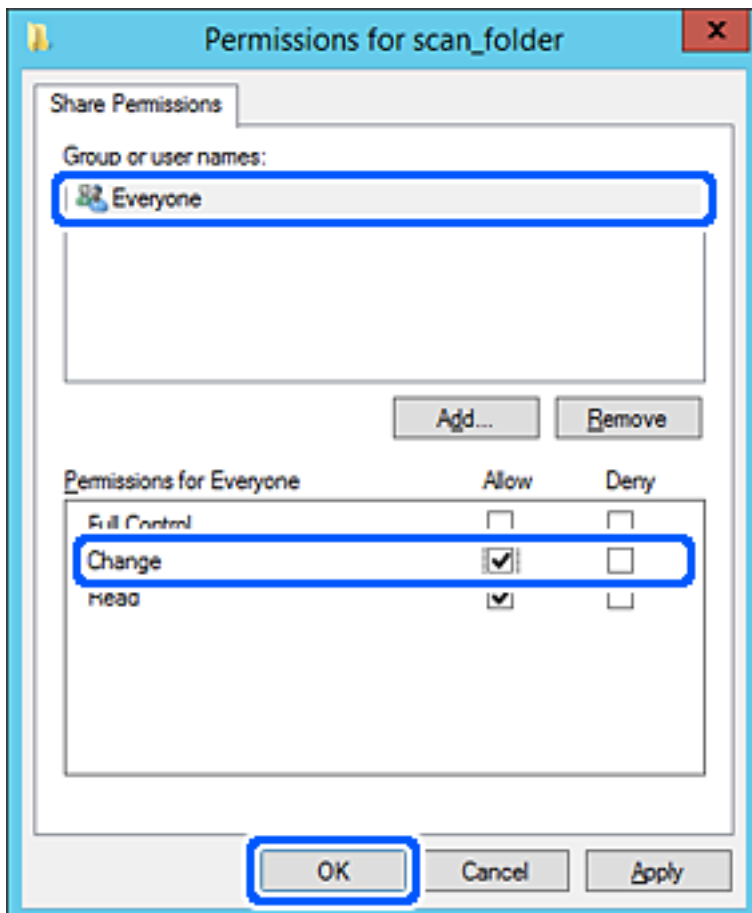 Permissions for scan_folder
x
Share Permissions
Group or user names:
Everyone
Add... Remove
Permissions for Everyone Allow Deny
Full Control
Change
Read
OK Cancel Apply